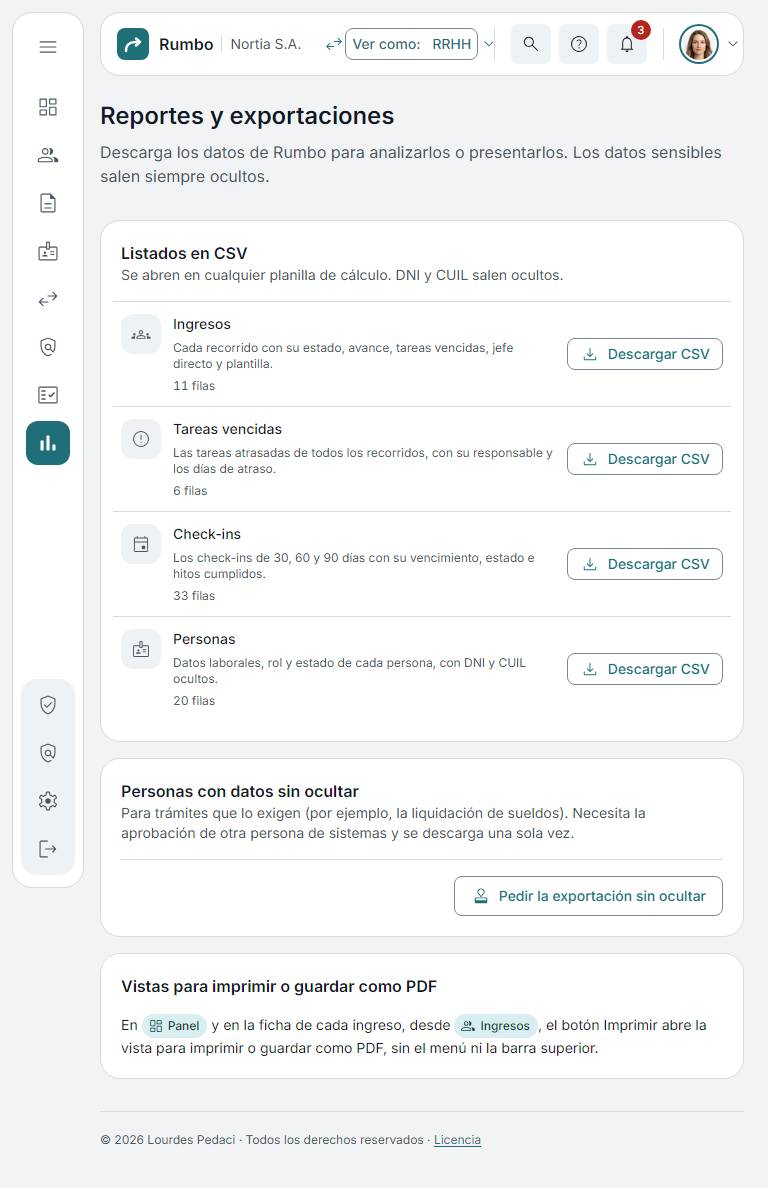 Rumbo
Nortia S.A.
Ver como: RRHH
3
Reportes y exportaciones
Descarga los datos de Rumbo para analizarlos o presentarlos. Los datos sensibles
salen siempre ocultos.
Listados en CSV
Se abren en cualquier planilla de cálculo. DNI y CUIL salen ocultos.
Ingresos
Cada recorrido con su estado, avance, tareas vencidas, jefe
directo y plantilla.
11 filas
Descargar CSV
Tareas vencidas
Las tareas atrasadas de todos los recorridos, con su responsable y
los días de atraso.
6 filas
Descargar CSV
Check-ins
Los check-ins de 30, 60 y 90 días con su vencimiento, estado e
hitos cumplidos.
33 filas
Descargar CSV
Personas
Datos laborales, rol y estado de cada persona, con DNI y CUIL
ocultos.
20 filas
Descargar CSV
Personas con datos sin ocultar
Para trámites que lo exigen (por ejemplo, la liquidación de sueldos). Necesita la
aprobación de otra persona de sistemas y se descarga una sola vez.
Pedir la exportación sin ocultar
Vistas para imprimir o guardar como PDF
En Panel y en la ficha de cada ingreso, desde Ingresos, el botón Imprimir abre la
vista para imprimir o guardar como PDF, sin el menú ni la barra superior.
© 2026 Lourdes Pedaci · Todos los derechos reservados · Licencia